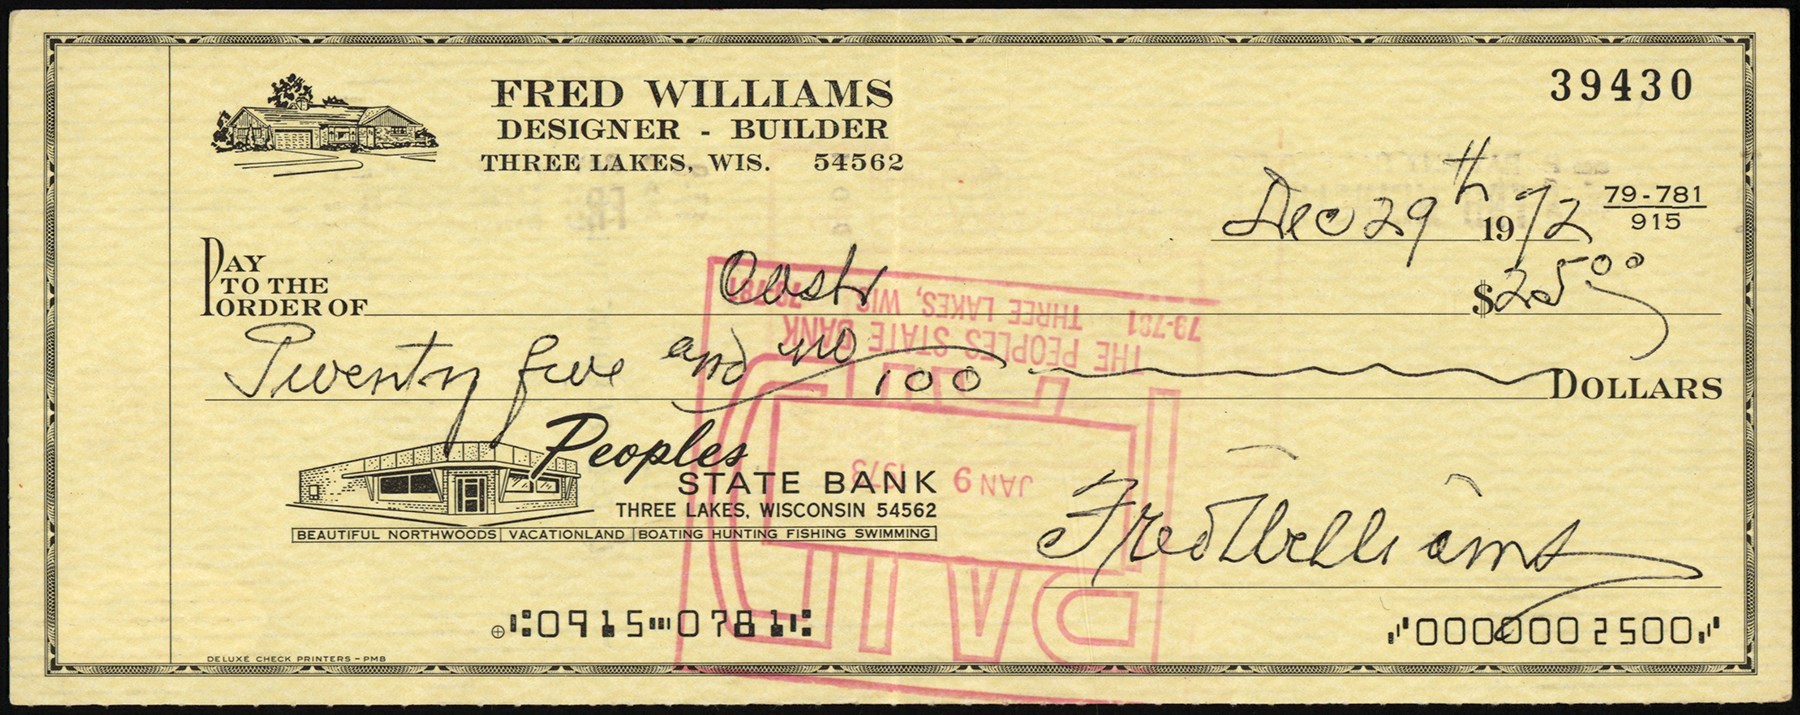 FRED WILLIAMS
DESIGNER - BUILDER
THREE LAKES, WIS. 54562
39430
Dec 29th 1972
79-781
915
PAY TO THE ORDER OF Cash $25 00
Twenty five and no/100 DOLLARS
Peoples
STATE BANK
THREE LAKES, WISCONSIN 54562
BEAUTIFUL NORTHWOODS | VACATIONLAND | BOATING HUNTING FISHING SWIMMING
Fred Williams
⑆0915⑉0781⑆ ⑈0000002500⑈
DELUXE CHECK PRINTERS - PMB
PAID
JAN 9 1973
THE PEOPLES STATE BANK
79-781 THREE LAKES, WIS. 79-781